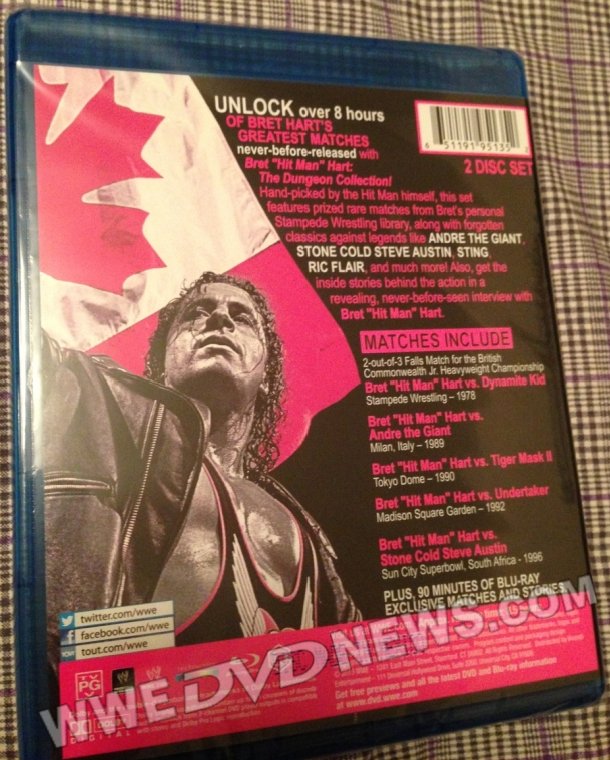 UNLOCK over 8 hours
OF BRET HART'S
GREATEST MATCHES
never-before-released with
Bret "Hit Man" Hart:
The Dungeon Collection!
Hand-picked by the Hit Man himself, this set
features prized rare matches from Bret's personal
Stampede Wrestling library, along with forgotten
classics against legends like ANDRE THE GIANT,
STONE COLD STEVE AUSTIN, STING,
RIC FLAIR, and much more! Also, get the
inside stories behind the action in a
revealing, never-before-seen interview with
Bret "Hit Man" Hart.
6 51191 95135
2 DISC SET
MATCHES INCLUDE
2-out-of-3 Falls Match for the British
Commonwealth Jr. Heavyweight Championship
Bret "Hit Man" Hart vs. Dynamite Kid
Stampede Wrestling – 1978
Bret "Hit Man" Hart vs.
Andre the Giant
Milan, Italy – 1989
Bret "Hit Man" Hart vs. Tiger Mask II
Tokyo Dome – 1990
Bret "Hit Man" Hart vs. Undertaker
Madison Square Garden – 1992
Bret "Hit Man" Hart vs.
Stone Cold Steve Austin
Sun City Superbowl, South Africa – 1996
PLUS, 90 MINUTES OF BLU-RAY
EXCLUSIVE MATCHES AND STORIES
twitter.com/wwe
facebook.com/wwe
tout.com/wwe
TV
PG
DIGITAL
Get free previews and all the latest DVD and Blu-ray information
at www.dvd.wwe.com
WWEDVDNEWS.COM